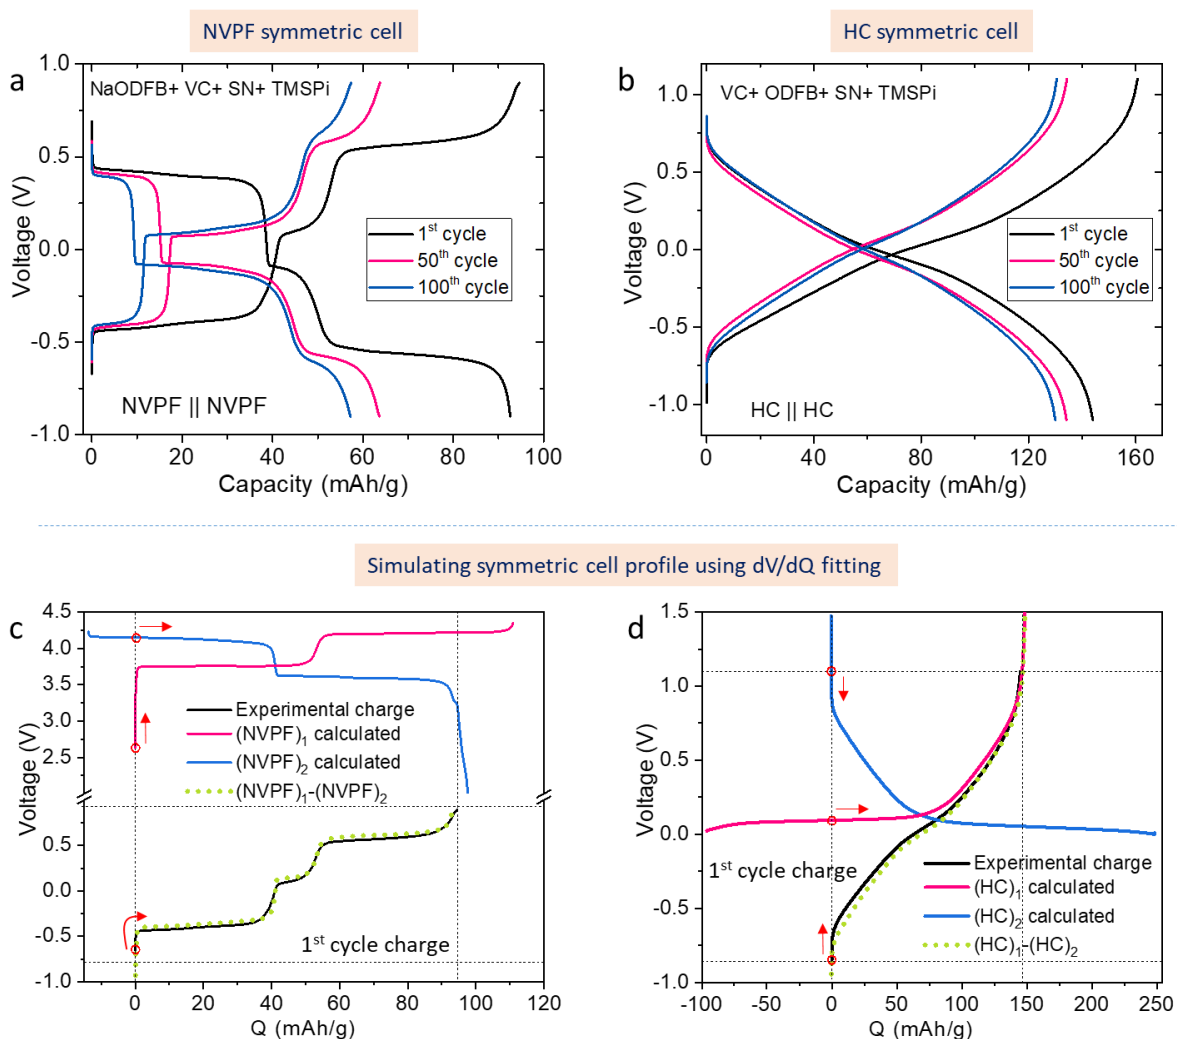 NVPF symmetric cell
HC symmetric cell
a
NaODFB+ VC+ SN+ TMSPi
1.0
0.5
0.0
-0.5
-1.0
Voltage (V)
1st cycle
50th cycle
100th cycle
NVPF || NVPF
0 20 40 60 80 100
Capacity (mAh/g)
b
VC+ ODFB+ SN+ TMSPi
1.0
0.5
0.0
-0.5
-1.0
Voltage (V)
1st cycle
50th cycle
100th cycle
HC || HC
0 40 80 120 160
Capacity (mAh/g)
Simulating symmetric cell profile using dV/dQ fitting
c
4.5
4.0
3.5
3.0
2.5
0.5
0.0
-0.5
-1.0
Voltage (V)
Experimental charge
(NVPF)1 calculated
(NVPF)2 calculated
(NVPF)1-(NVPF)2
1st cycle charge
0 20 40 60 80 100 120
Q (mAh/g)
d
1.5
1.0
0.5
0.0
-0.5
-1.0
Voltage (V)
1st cycle charge
Experimental charge
(HC)1 calculated
(HC)2 calculated
(HC)1-(HC)2
-100 -50 0 50 100 150 200 250
Q (mAh/g)